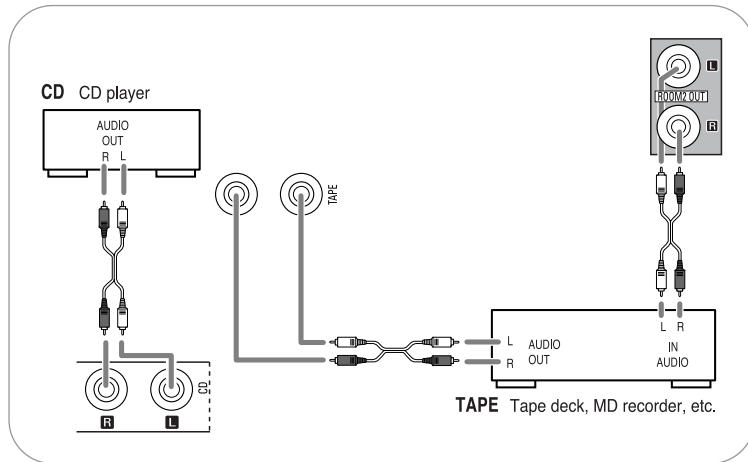 CD CD player
AUDIO
OUT
R L
TAPE
L
ROOM2 OUT
R
L R
IN
AUDIO
L
R
AUDIO
OUT
TAPE Tape deck, MD recorder, etc.
CD
R L